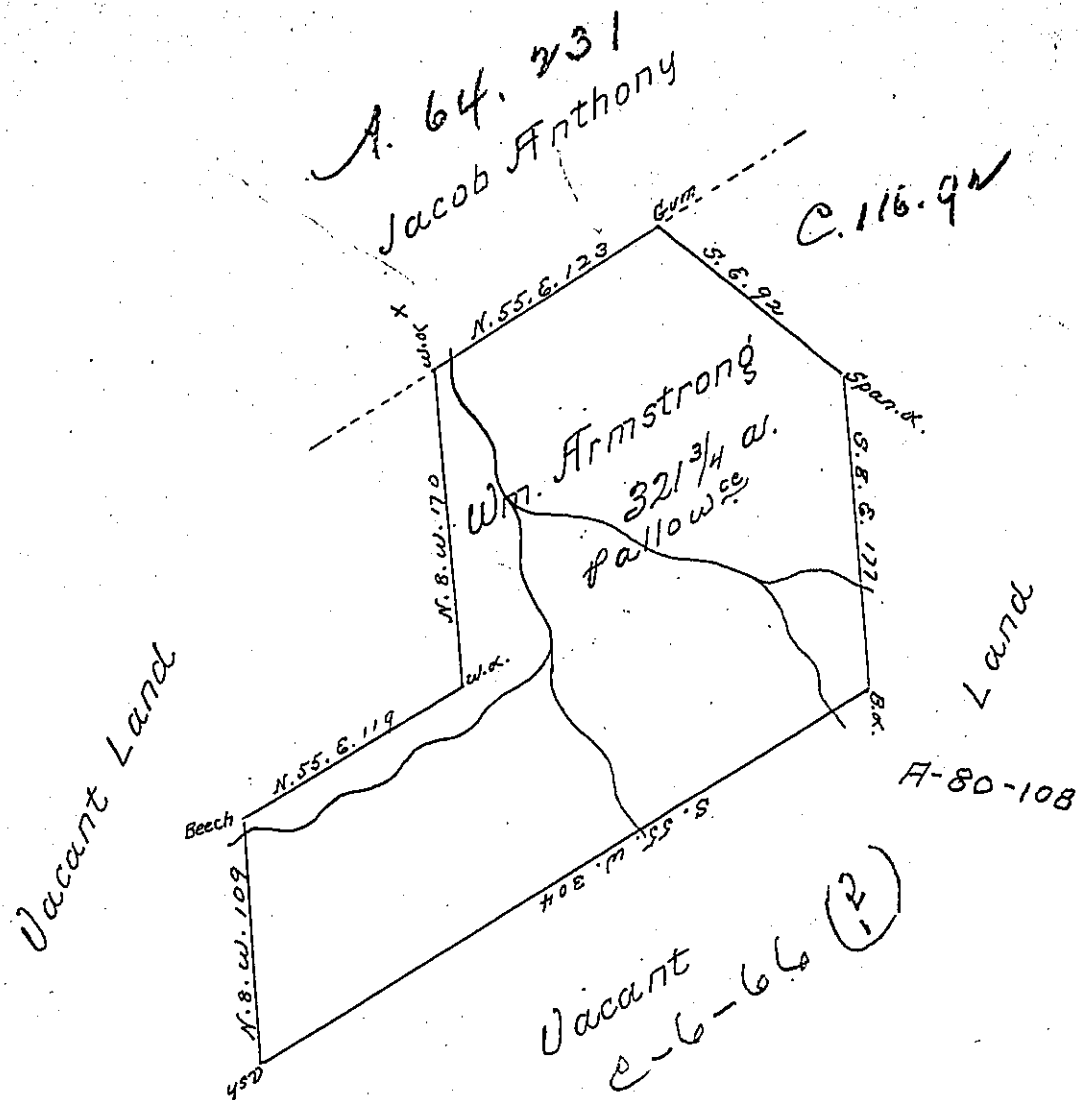 A. 64. 231
Jacob Anthony
Gum
C. 116. 92
N. 55. E. 123
S. E. 92
x
w.o.
Span. o.
Wm. Armstrong
321 3/4 a.
& allowce
N. 8. W. 170
S. 8. E. 171
w.o.
B.o.
Land
Vacant Land
N. 55. E. 119
Beech
A-80-108
S. 55. W. 304
N. 8. W. 109
Vacant
C-6-66
Ash